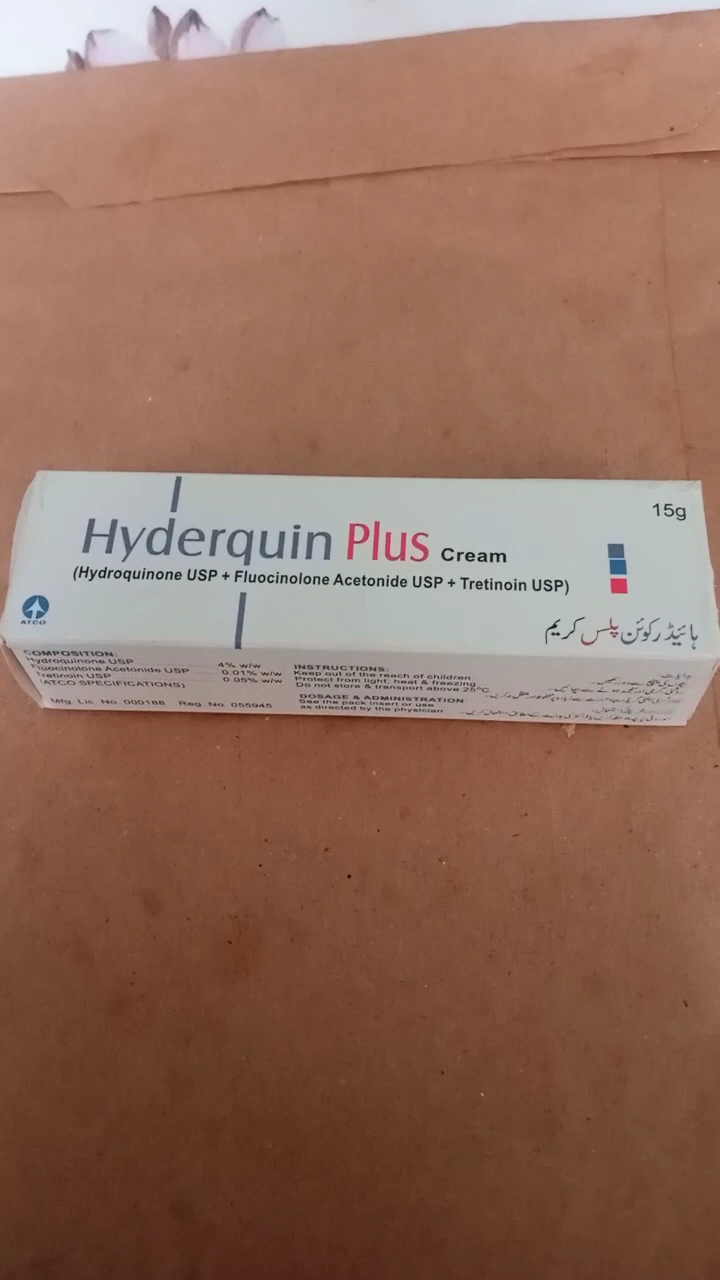 15g
Hyderquin Plus Cream
(Hydroquinone USP + Fluocinolone Acetonide USP + Tretinoin USP)
ATCO
ہائیڈرکوئن پلس کریم
COMPOSITION:
Hydroquinone USP ........ 4% w/w
Fluocinolone Acetonide USP ........ 0.01% w/w
Tretinoin USP ........ 0.05% w/w
(ATCO SPECIFICATIONS)
Mfg. Lic. No. 000188 Reg. No. 055945
INSTRUCTIONS:
Keep out of the reach of children.
Protect from light, heat & freezing.
Do not store & transport above 25°C.
DOSAGE & ADMINISTRATION:
See the pack insert or use
as directed by the physician.